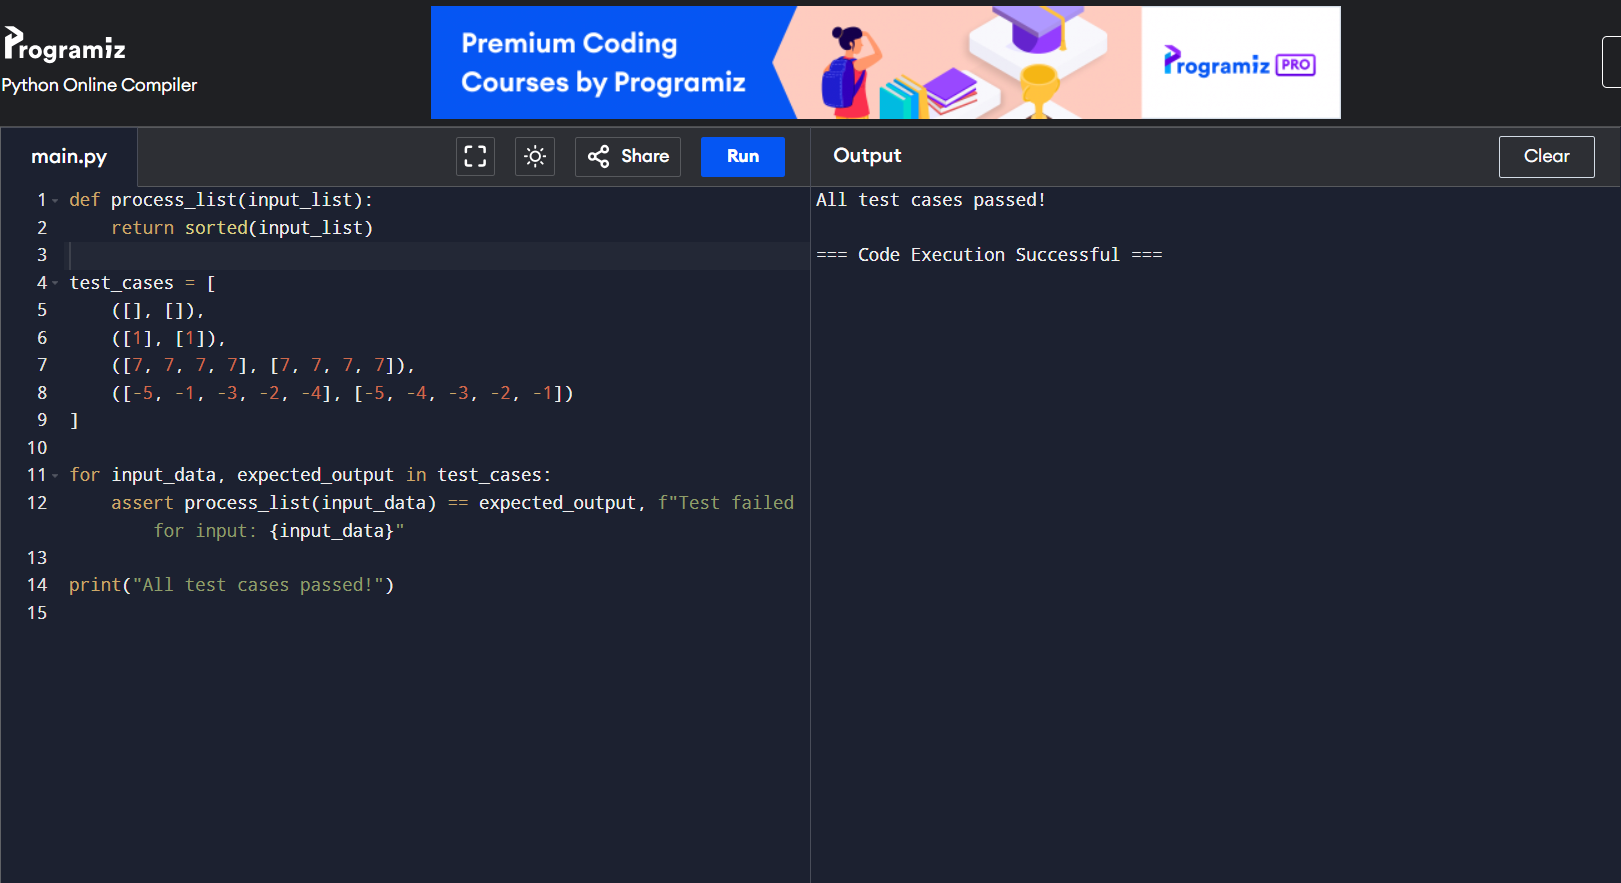 Programiz
Python Online Compiler
Premium Coding
Courses by Programiz
Programiz PRO
main.py
Share
Run
Output
Clear
1 def process_list(input_list):
2     return sorted(input_list)
3
4 test_cases = [
5     ([], []),
6     ([1], [1]),
7     ([7, 7, 7, 7], [7, 7, 7, 7]),
8     ([-5, -1, -3, -2, -4], [-5, -4, -3, -2, -1])
9 ]
10
11 for input_data, expected_output in test_cases:
12     assert process_list(input_data) == expected_output, f"Test failed
        for input: {input_data}"
13
14 print("All test cases passed!")
15
All test cases passed!
=== Code Execution Successful ===